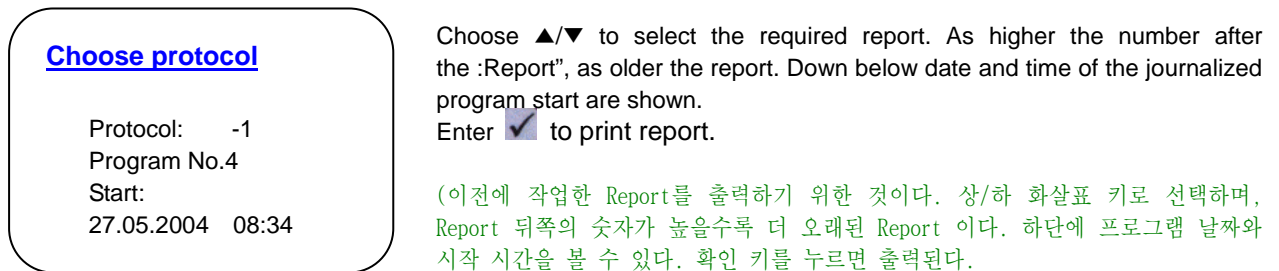 Choose protocol
Protocol: -1
Program No.4
Start:
27.05.2004 08:34
Choose ▲/▼ to select the required report. As higher the number after
the :Report”, as older the report. Down below date and time of the journalized
program start are shown.
Enter ✓ to print report.
(이전에 작업한 Report를 출력하기 위한 것이다. 상/하 화살표 키로 선택하며,
Report 뒤쪽의 숫자가 높을수록 더 오래된 Report 이다. 하단에 프로그램 날짜와
시작 시간을 볼 수 있다. 확인 키를 누르면 출력된다.